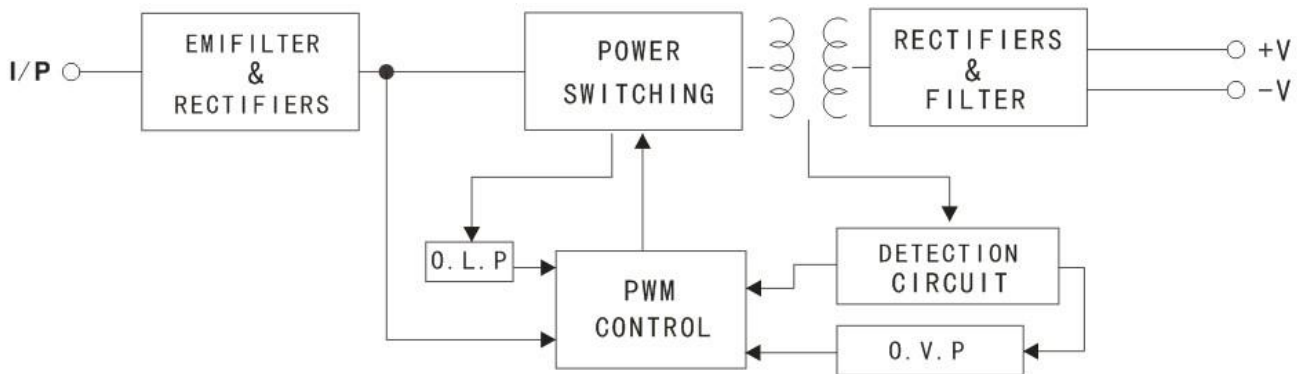 I/P
EMIFILTER
&
RECTIFIERS
POWER
SWITCHING
RECTIFIERS
&
FILTER
+V
-V
O.L.P
PWM
CONTROL
DETECTION
CIRCUIT
O.V.P